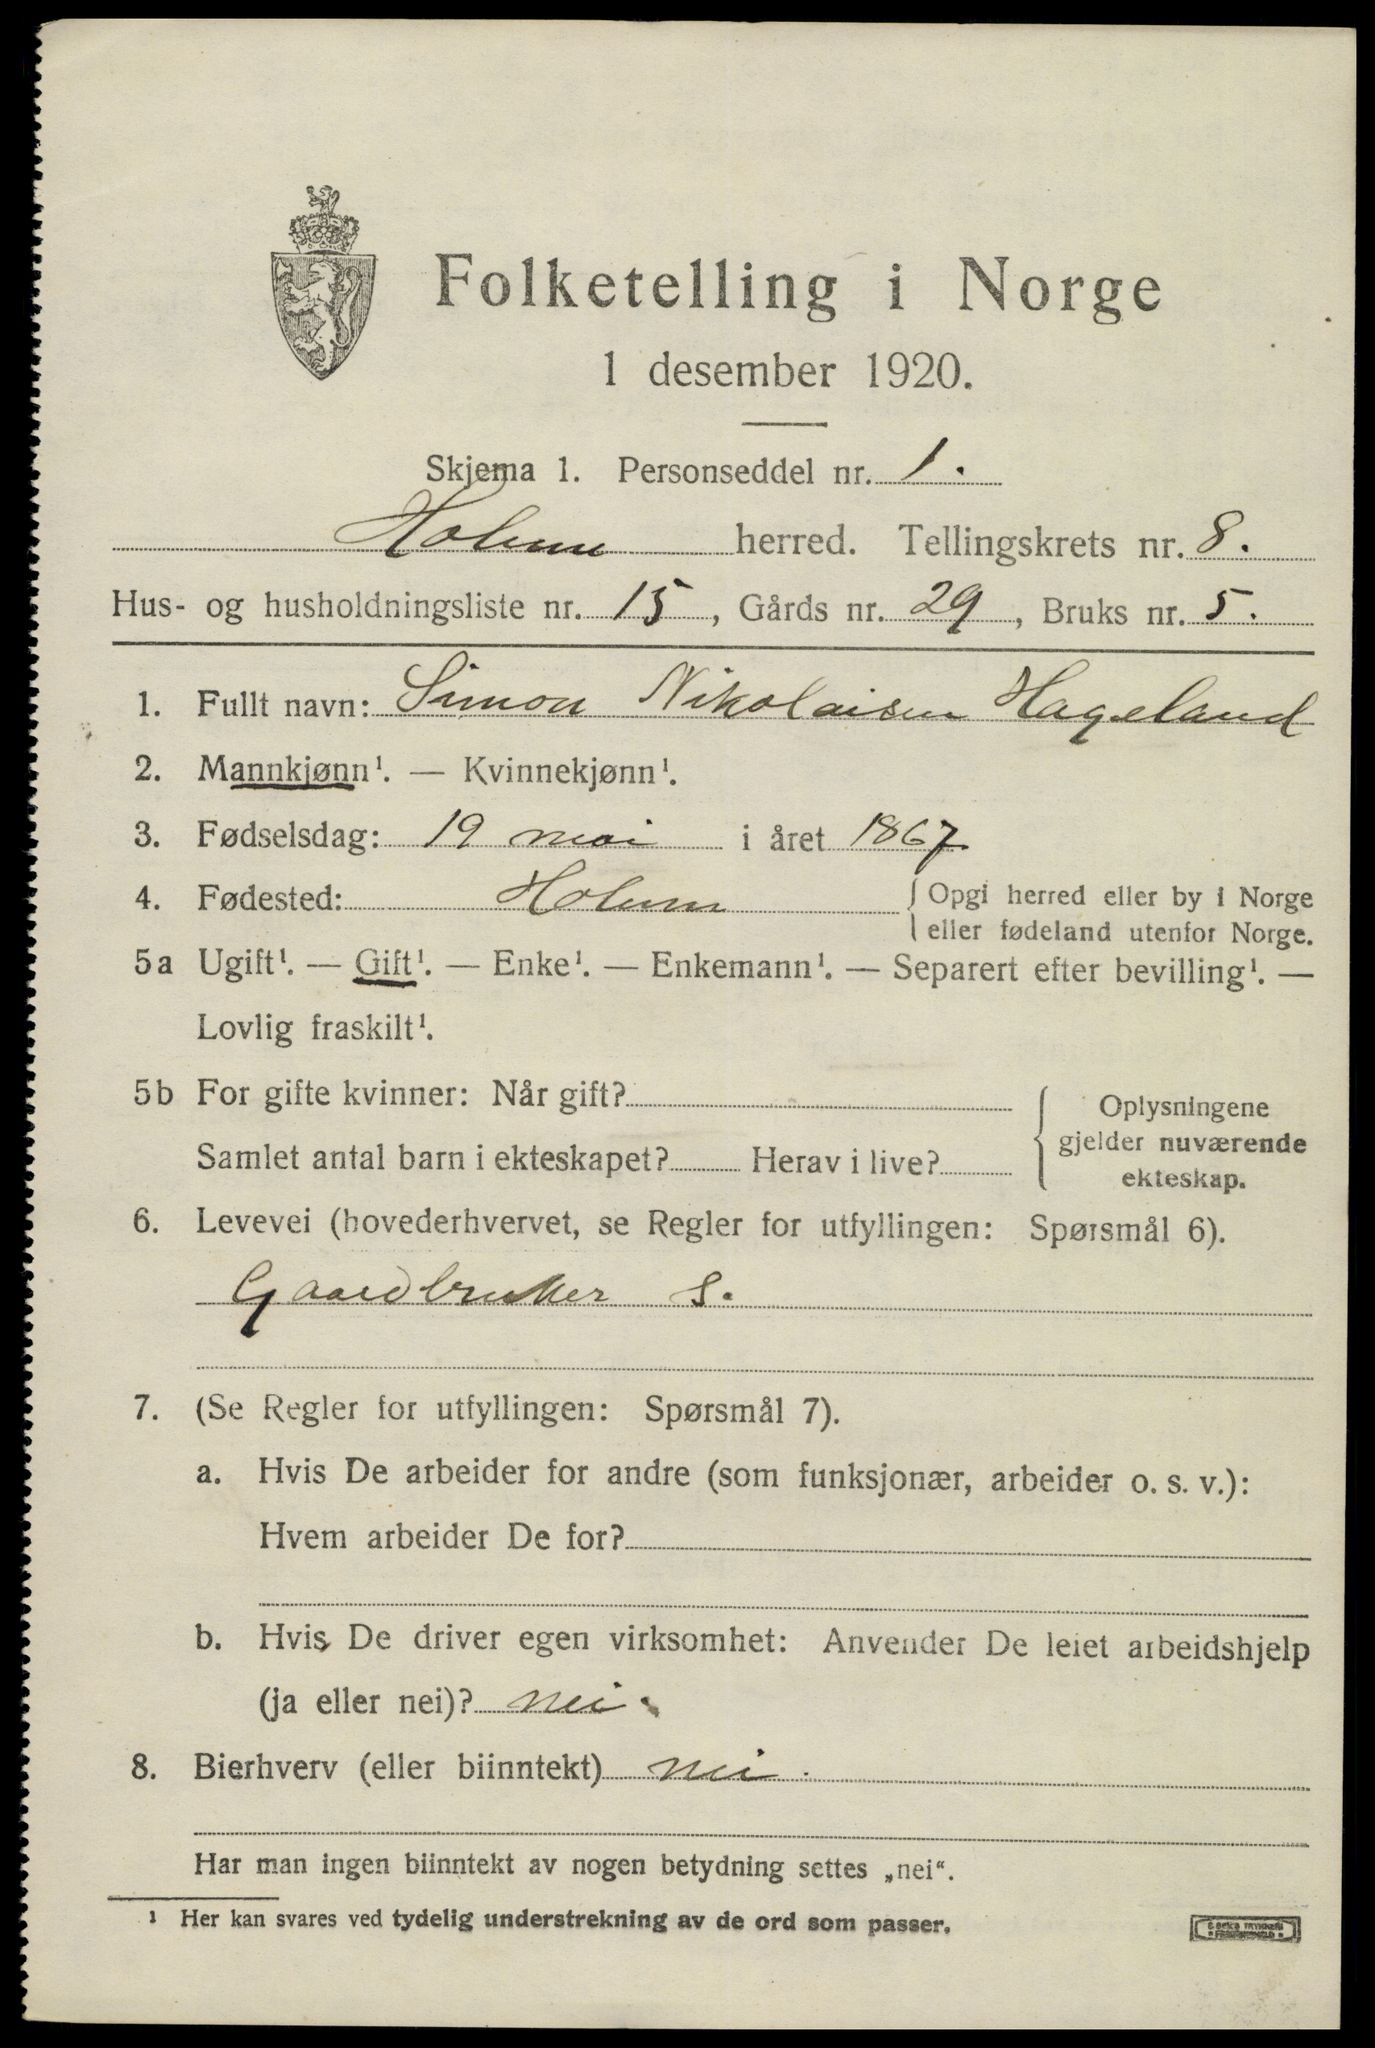 Folketelling i Norge
1 desember 1920.
Skjema 1. Personseddel nr. 1.
Holum herred. Tellingskrets nr. 8.
Hus- og husholdningsliste nr. 15, Gårds nr. 29, Bruks nr. 5.
1. Fullt navn: Simon Nikolaisen Hageland
2. Mannkjønn¹. — Kvinnekjønn¹.
3. Fødselsdag: 19 mai i året 1867.
4. Fødested: Holum { Opgi herred eller by i Norge
eller fødeland utenfor Norge.
5a Ugift¹. — Gift¹. — Enke¹. — Enkemann¹. — Separert efter bevilling¹. —
Lovlig fraskilt¹.
5b For gifte kvinner: Når gift?
Samlet antal barn i ekteskapet? Herav i live?
Oplysningene
gjelder nuværende
ekteskap.
6. Levevei (hovederhvervet, se Regler for utfyllingen: Spørsmål 6).
Gaardbruker S.
7. (Se Regler for utfyllingen: Spørsmål 7).
a. Hvis De arbeider for andre (som funksjonær, arbeider o. s. v.):
Hvem arbeider De for?
b. Hvis De driver egen virksomhet: Anvender De leiet arbeidshjelp
(ja eller nei)? nei.
8. Bierhverv (eller biinntekt) nei.
Har man ingen biinntekt av nogen betydning settes „nei“.
¹ Her kan svares ved tydelig understrekning av de ord som passer.